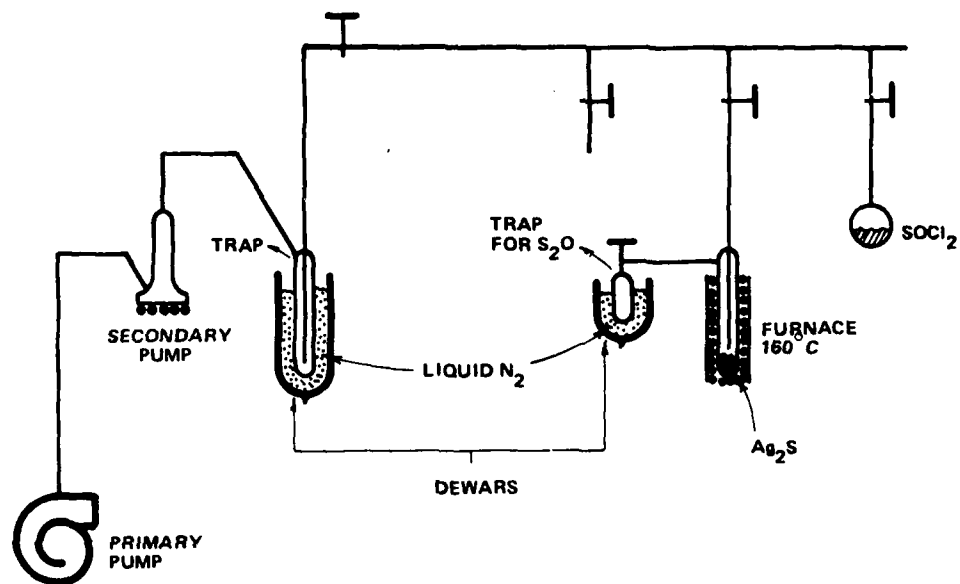 TRAP
SECONDARY
PUMP
TRAP
FOR S₂O
SOCl₂
LIQUID N₂
FURNACE
160°C
Ag₂S
DEWARS
PRIMARY
PUMP